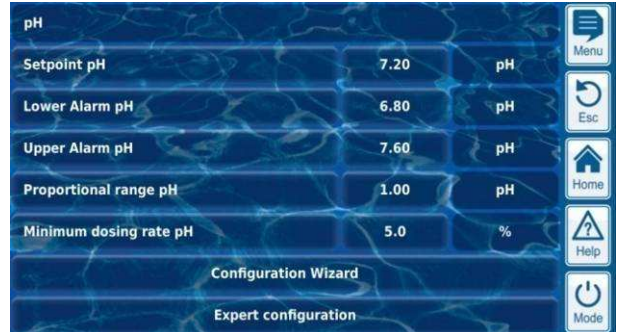 pH
Menu
Setpoint pH 7.20 pH
Esc
Lower Alarm pH 6.80 pH
Upper Alarm pH 7.60 pH
Home
Proportional range pH 1.00 pH
Minimum dosing rate pH 5.0 %
Help
Configuration Wizard
Expert configuration
Mode